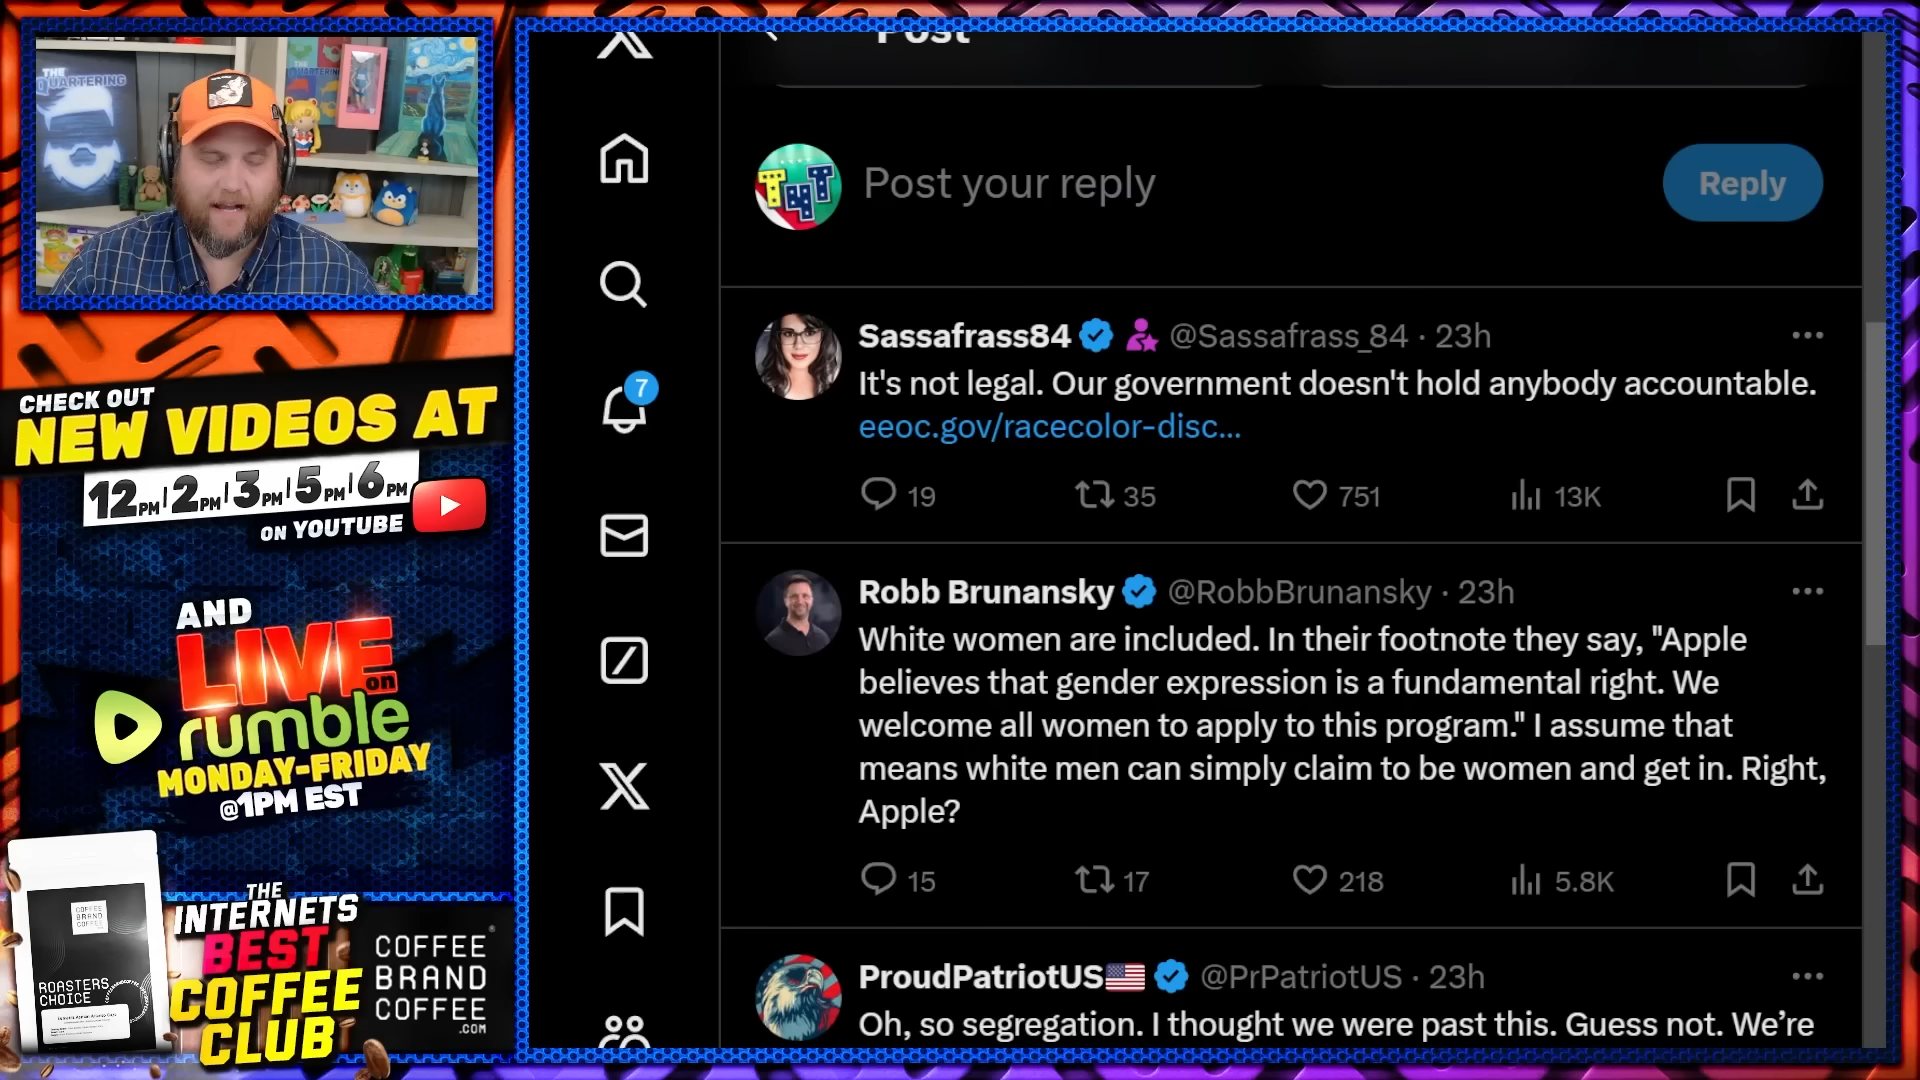 THE
QUARTERING
CHECK OUT
NEW VIDEOS AT
12PM | 2PM | 3PM | 5PM | 6PM
ON YOUTUBE
AND
LIVE on
rumble
MONDAY-FRIDAY
@1PM EST
COFFEE
BRAND
COFFEE
ROASTERS
CHOICE
THE
INTERNETS
BEST
COFFEE
CLUB
COFFEE
BRAND
COFFEE
.COM
Post
7
TqT
Post your reply
Reply
Sassafrass84 @Sassafrass_84 · 23h
It's not legal. Our government doesn't hold anybody accountable.
eeoc.gov/racecolor-disc...
19 35 751 13K
Robb Brunansky @RobbBrunansky · 23h
White women are included. In their footnote they say, "Apple
believes that gender expression is a fundamental right. We
welcome all women to apply to this program." I assume that
means white men can simply claim to be women and get in. Right,
Apple?
15 17 218 5.8K
ProudPatriotUS @PrPatriotUS · 23h
Oh, so segregation. I thought we were past this. Guess not. We’re